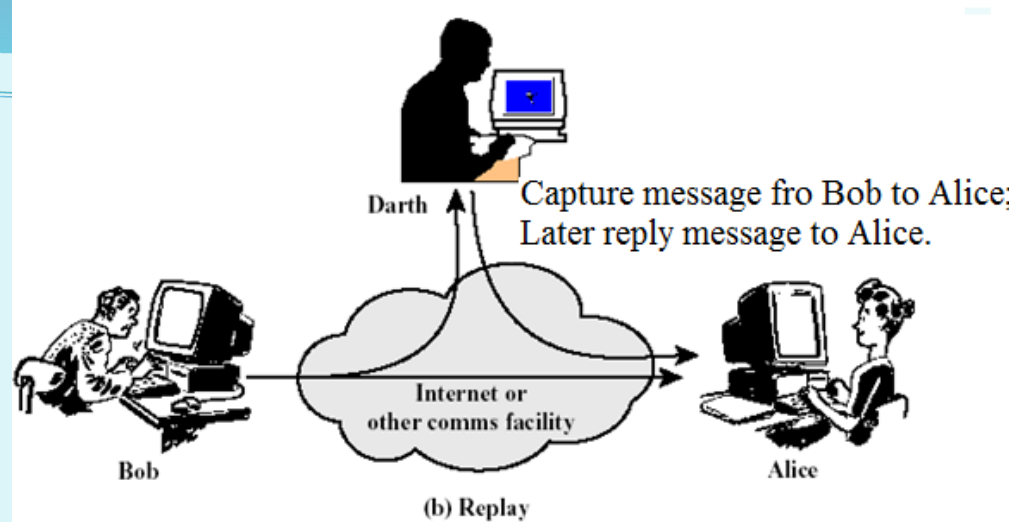 Darth
Capture message fro Bob to Alice;
Later reply message to Alice.
Internet or
other comms facility
Bob
Alice
(b) Replay